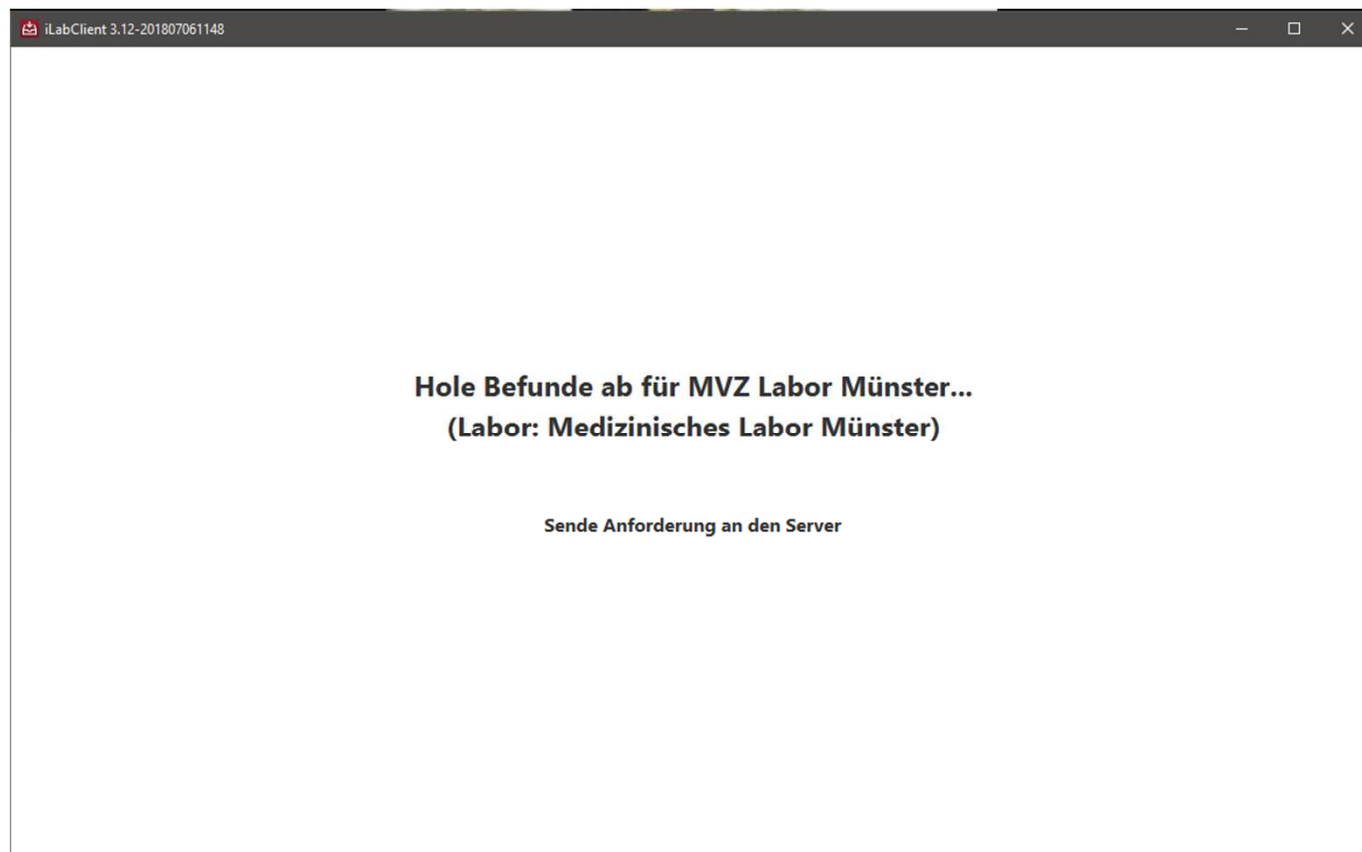 iLabClient 3.12-201807061148
Hole Befunde ab für MVZ Labor Münster...
(Labor: Medizinisches Labor Münster)
Sende Anforderung an den Server